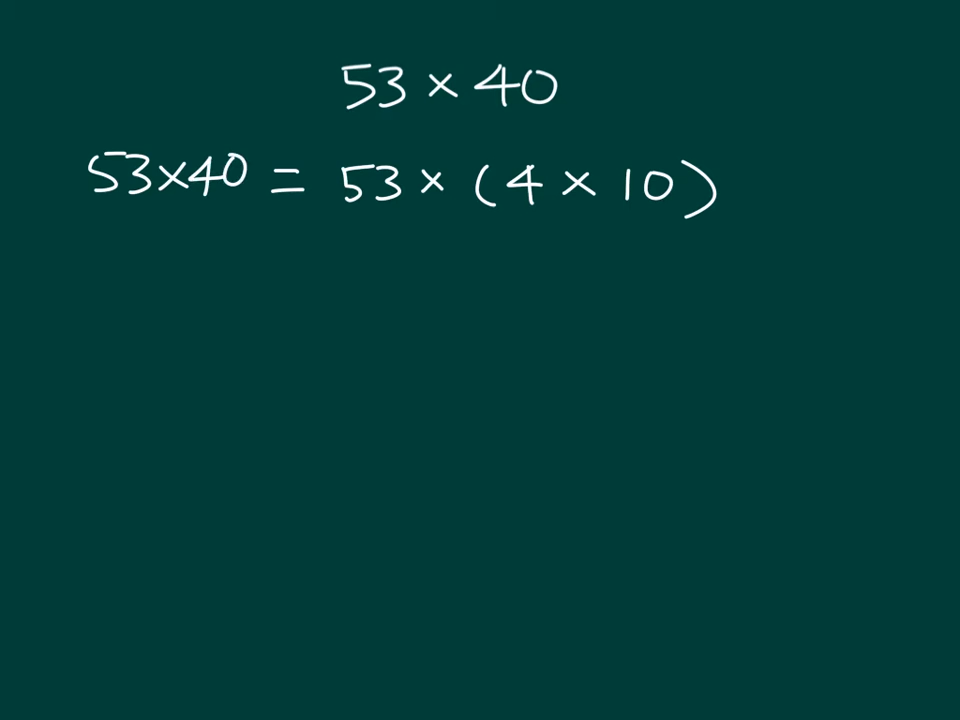 53 × 40
53×40 = 53 × (4 × 10)